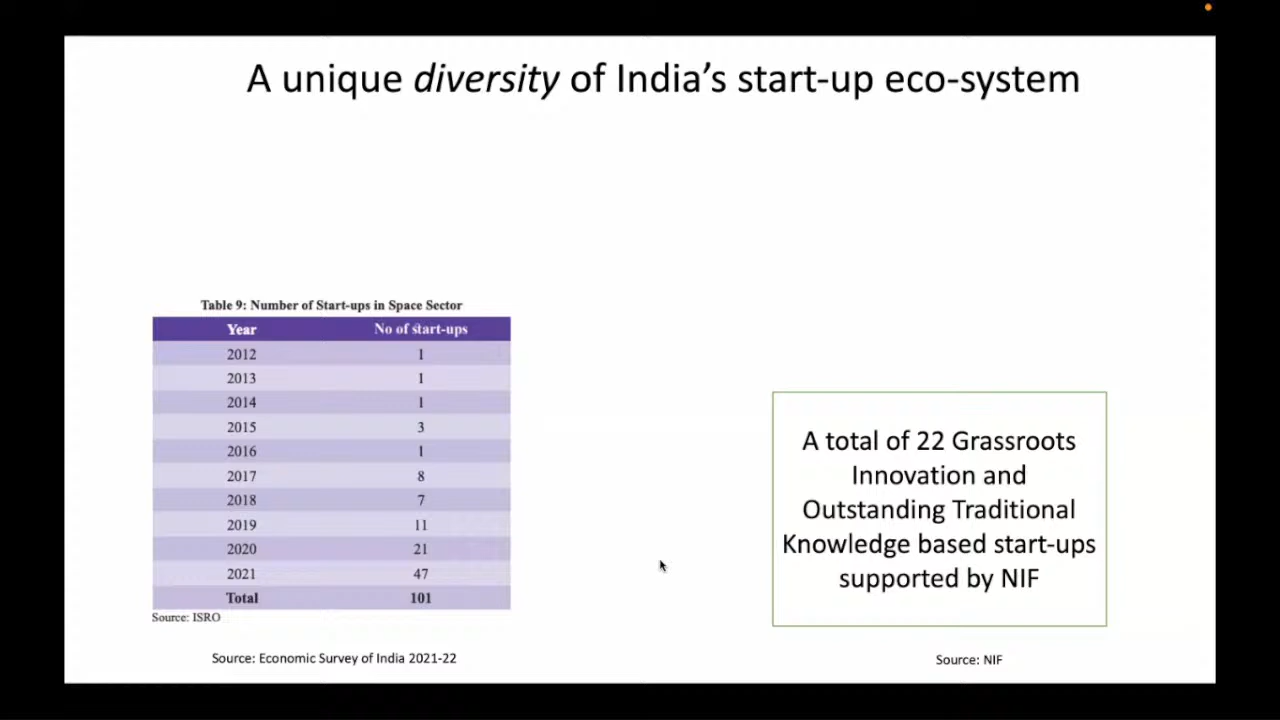 A unique diversity of India's start-up eco-system
Table 9: Number of Start-ups in Space Sector
Year No of start-ups
2012 1
2013 1
2014 1
2015 3
2016 1
2017 8
2018 7
2019 11
2020 21
2021 47
Total 101
Source: ISRO
Source: Economic Survey of India 2021-22
A total of 22 Grassroots
Innovation and
Outstanding Traditional
Knowledge based start-ups
supported by NIF
Source: NIF